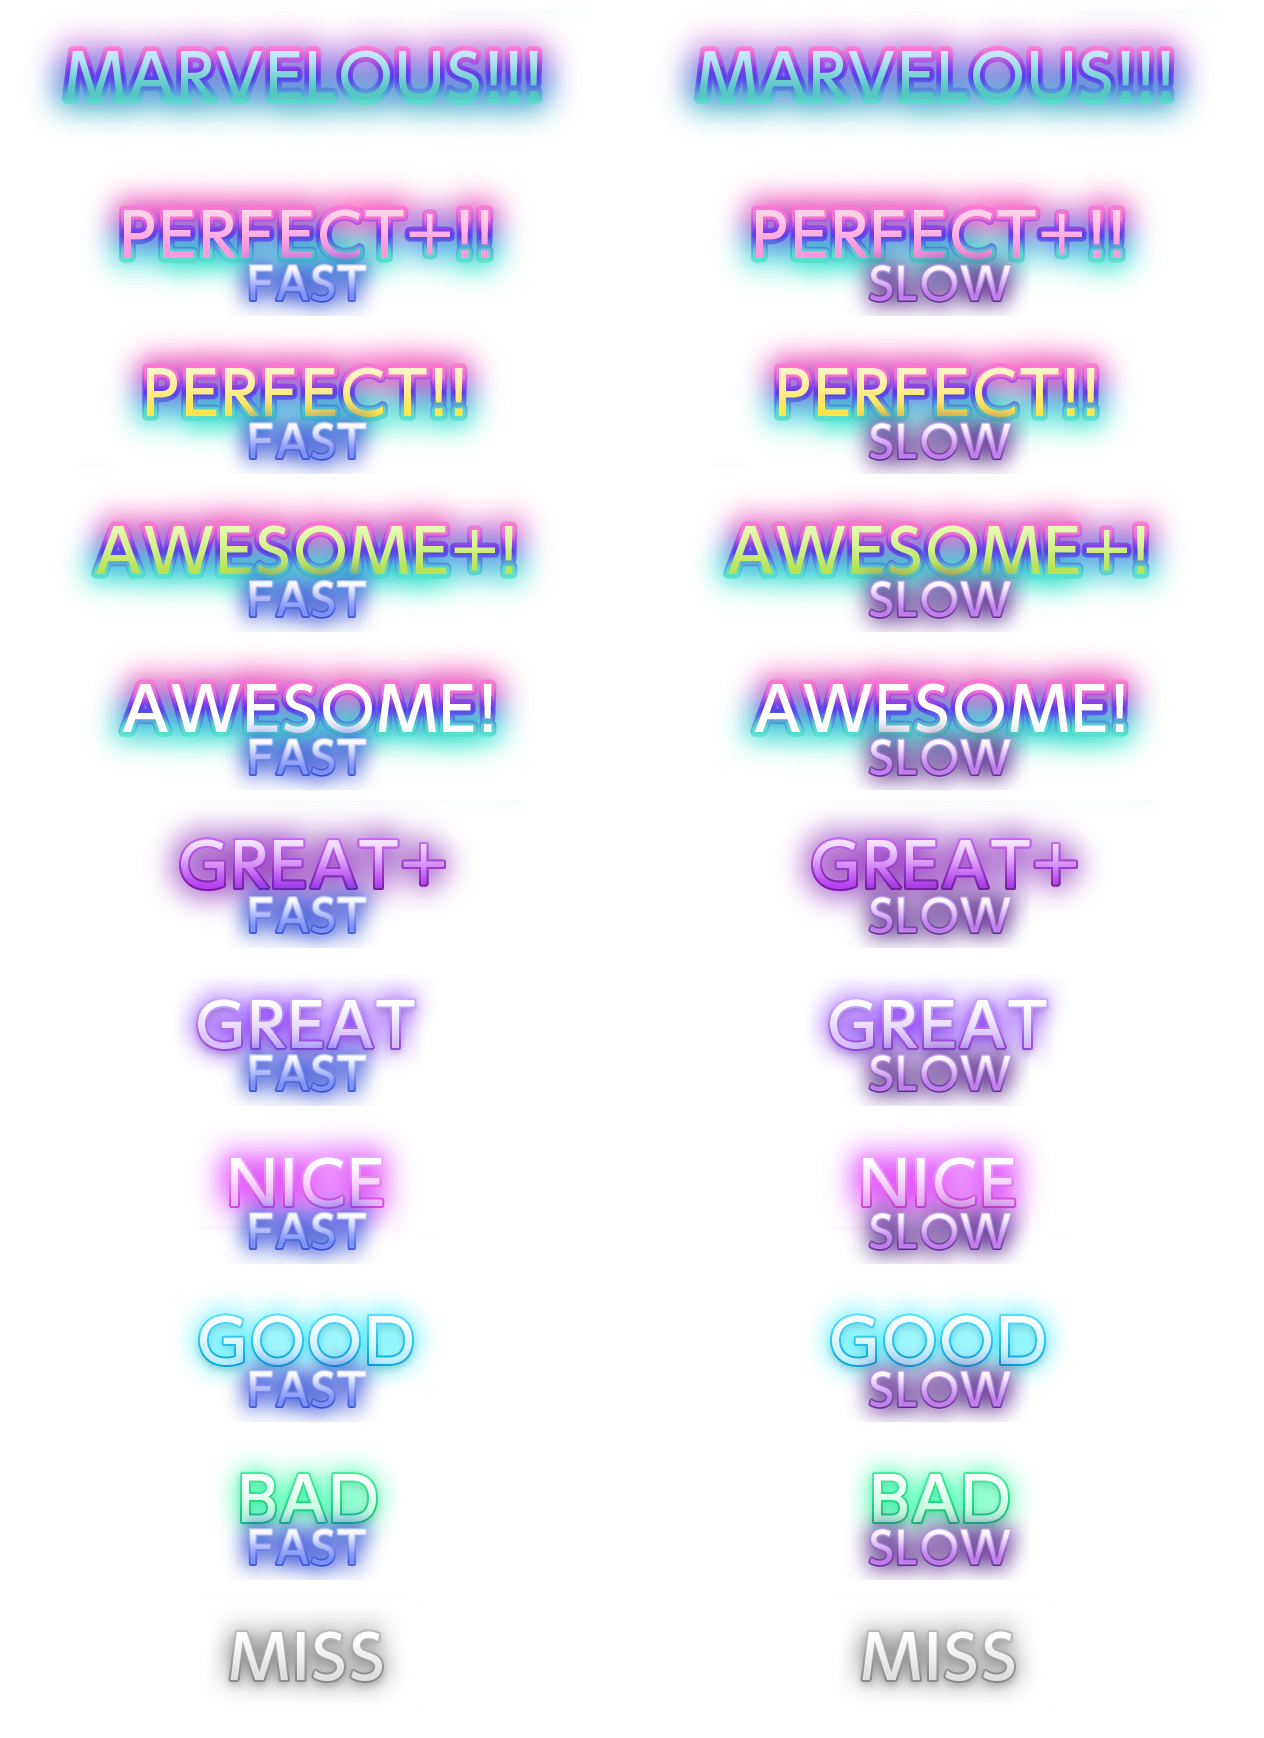 MARVELOUS!!! MARVELOUS!!!
PERFECT+!! PERFECT+!!
FAST SLOW
PERFECT!! PERFECT!!
FAST SLOW
AWESOME+! AWESOME+!
FAST SLOW
AWESOME! AWESOME!
FAST SLOW
GREAT+ GREAT+
FAST SLOW
GREAT GREAT
FAST SLOW
NICE NICE
FAST SLOW
GOOD GOOD
FAST SLOW
BAD BAD
FAST SLOW
MISS MISS